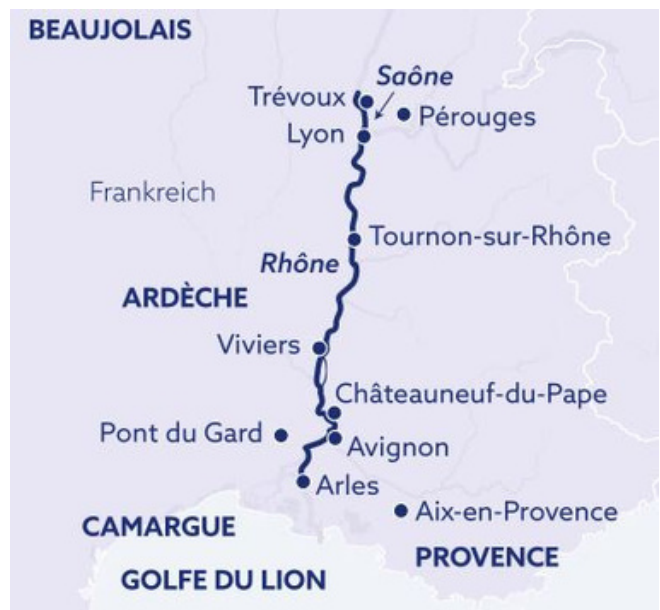 BEAUJOLAIS
Saône
Trévoux
Pérouges
Lyon
Frankreich
Tournon-sur-Rhône
Rhône
ARDÈCHE
Viviers
Châteauneuf-du-Pape
Pont du Gard
Avignon
Arles
Aix-en-Provence
CAMARGUE
PROVENCE
GOLFE DU LION